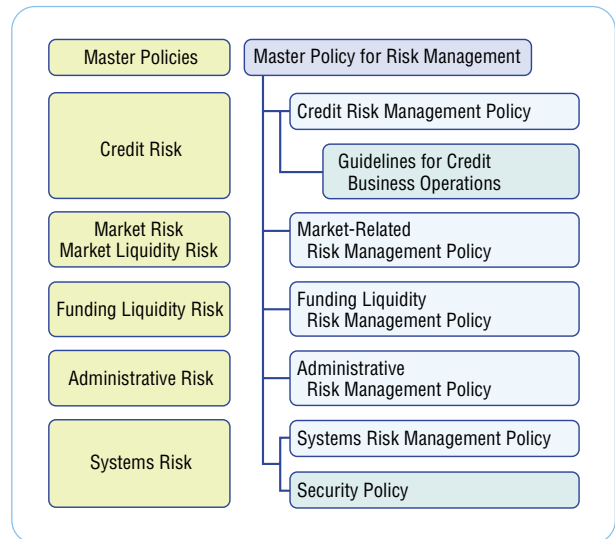 Master Policies
Master Policy for Risk Management
Credit Risk
Credit Risk Management Policy
Guidelines for Credit
Business Operations
Market Risk
Market Liquidity Risk
Market-Related
Risk Management Policy
Funding Liquidity Risk
Funding Liquidity
Risk Management Policy
Administrative Risk
Administrative
Risk Management Policy
Systems Risk
Systems Risk Management Policy
Security Policy